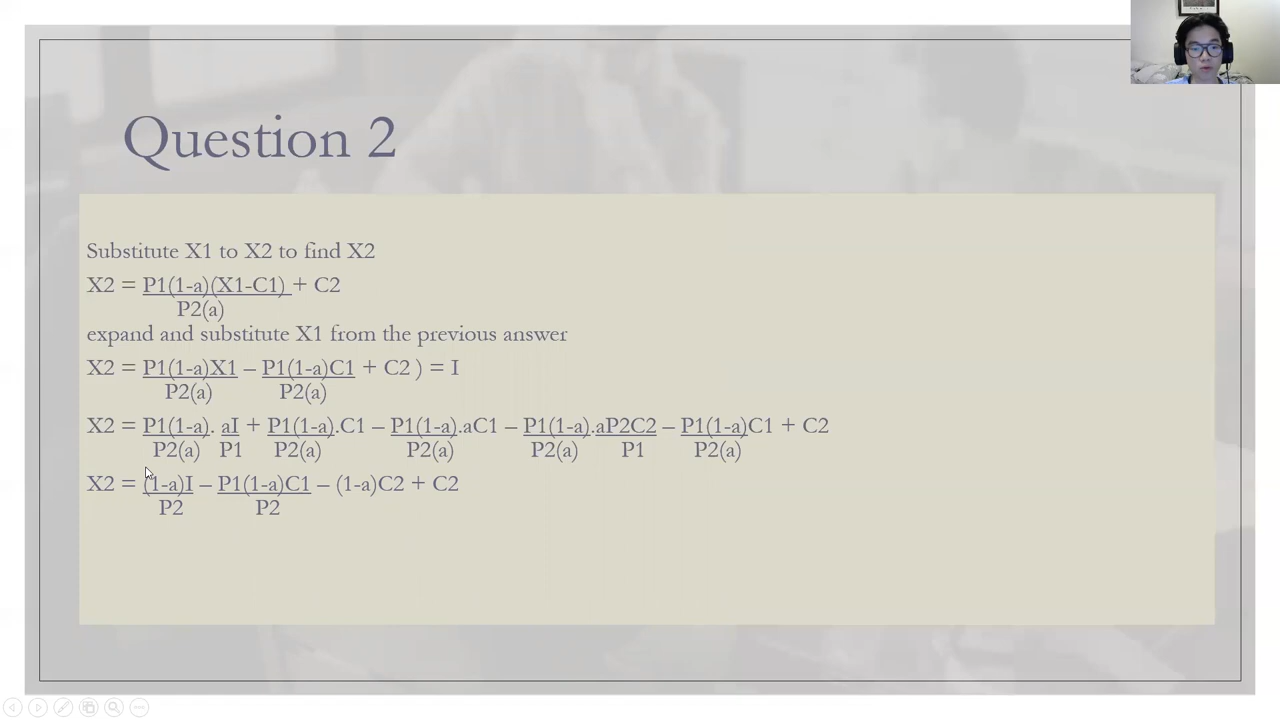 Question 2
Substitute X1 to X2 to find X2
X2 = P1(1-a)(X1-C1) + C2
P2(a)
expand and substitute X1 from the previous answer
X2 = P1(1-a)X1 – P1(1-a)C1 + C2 ) = I
P2(a) P2(a)
X2 = P1(1-a). aI + P1(1-a).C1 – P1(1-a).aC1 – P1(1-a).aP2C2 – P1(1-a)C1 + C2
P2(a) P1 P2(a) P2(a) P2(a) P1 P2(a)
X2 = (1-a)I – P1(1-a)C1 – (1-a)C2 + C2
P2 P2